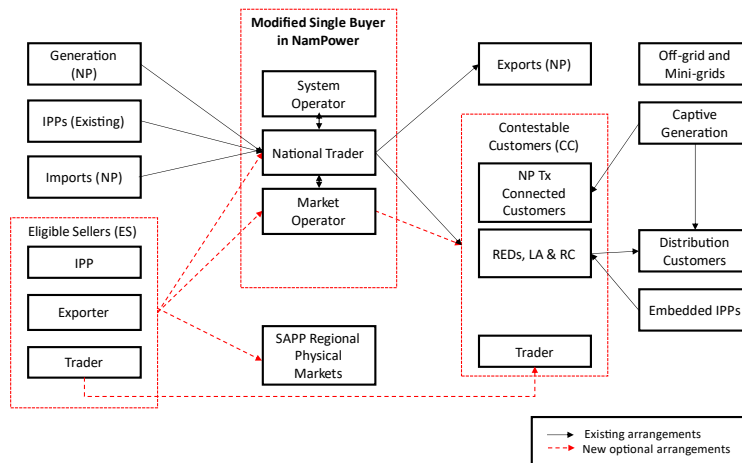 Modified Single Buyer
in NamPower
Generation
(NP)
IPPs (Existing)
Imports (NP)
System
Operator
National Trader
Market
Operator
Exports (NP)
Off-grid and
Mini-grids
Captive
Generation
Contestable
Customers (CC)
NP Tx
Connected
Customers
REDs, LA & RC
Trader
Distribution
Customers
Embedded IPPs
Eligible Sellers (ES)
IPP
Exporter
Trader
SAPP Regional
Physical
Markets
Existing arrangements
New optional arrangements